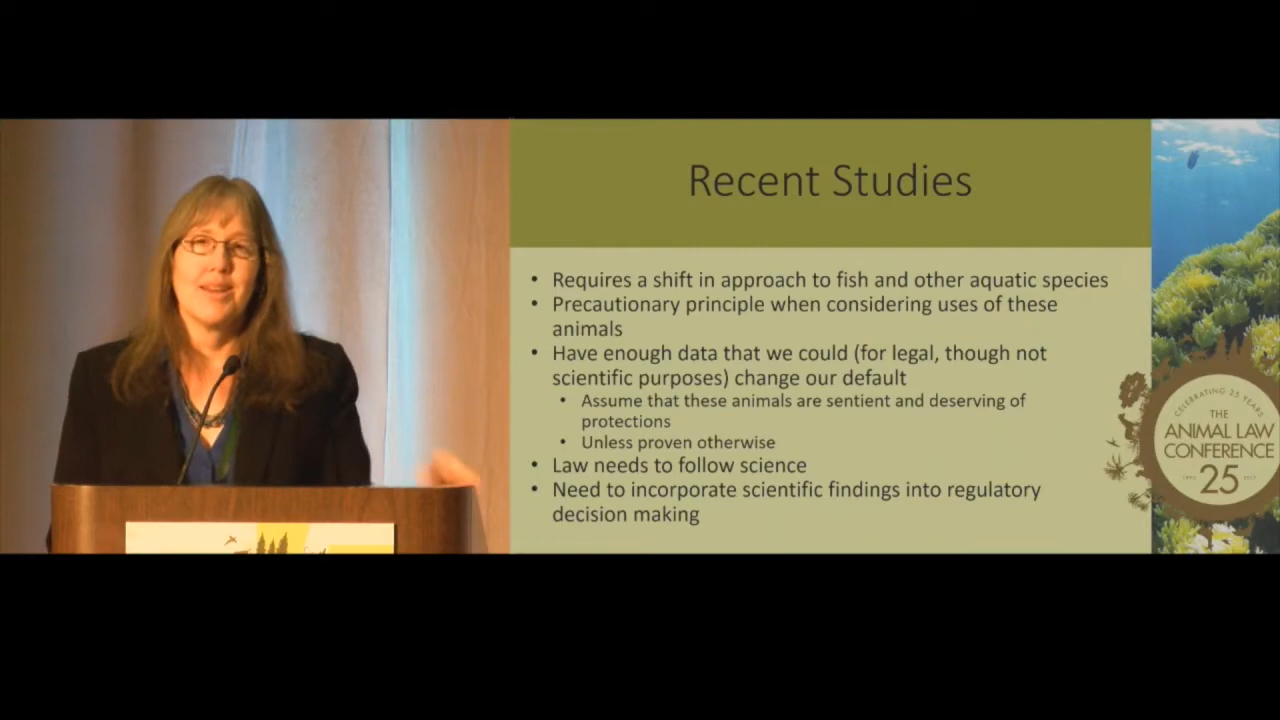 Recent Studies
• Requires a shift in approach to fish and other aquatic species
• Precautionary principle when considering uses of these
animals
• Have enough data that we could (for legal, though not
scientific purposes) change our default
• Assume that these animals are sentient and deserving of
protections
• Unless proven otherwise
• Law needs to follow science
• Need to incorporate scientific findings into regulatory
decision making
CELEBRATING 25 YEARS
THE
ANIMAL LAW
CONFERENCE
25